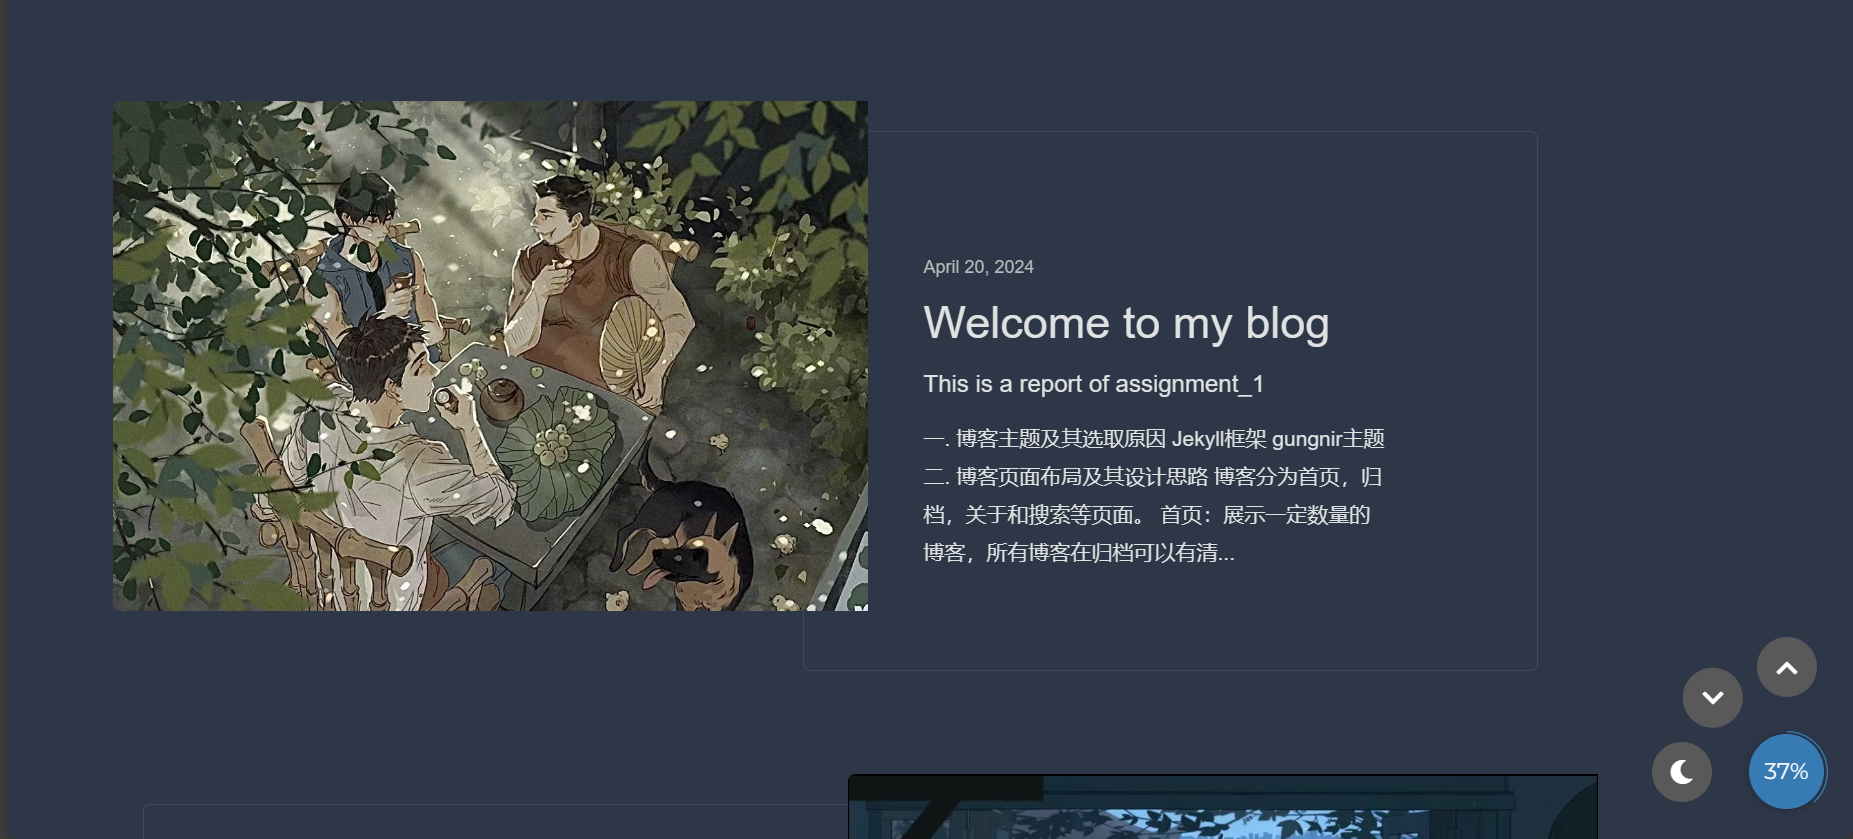 April 20, 2024
Welcome to my blog
This is a report of assignment_1
一. 博客主题及其选取原因 Jekyll框架 gungnir主题
二. 博客页面布局及其设计思路 博客分为首页，归
档，关于和搜索等页面。 首页：展示一定数量的
博客，所有博客在归档可以有清...
37%